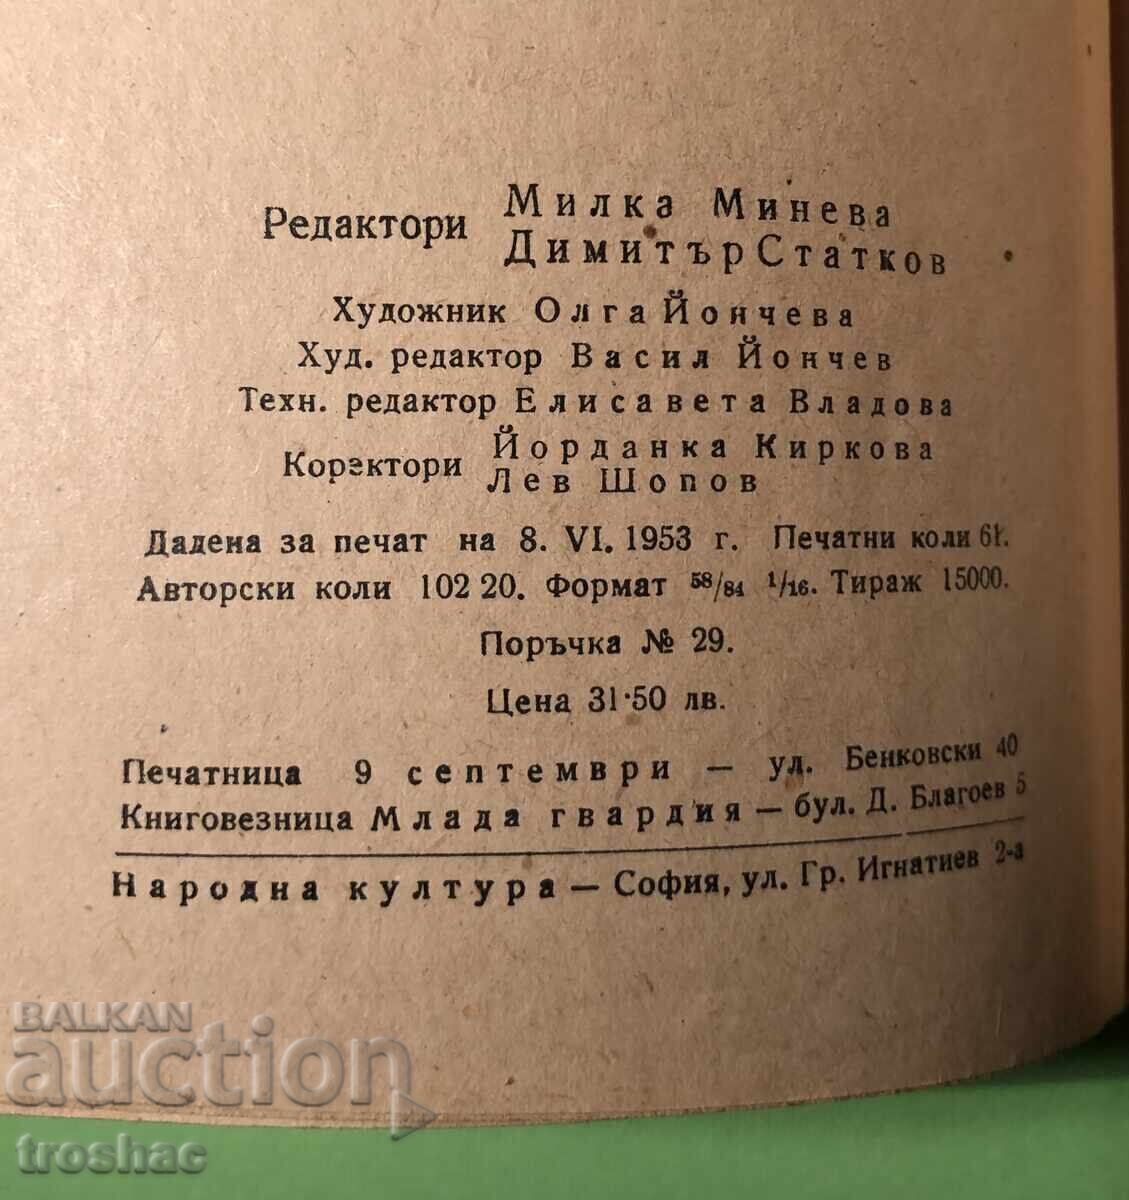 Редактори Милка Минева
Димитър Статков
Художник Олга Йончева
Худ. редактор Васил Йончев
Техн. редактор Елисавета Владова
Коректори Йорданка Киркова
Лев Шопов
Дадена за печат на 8. VI. 1953 г. Печатни коли 61.
Авторски коли 102 20. Формат 58/84 1/16. Тираж 15000.
Поръчка № 29.
Цена 31·50 лв.
Печатница 9 септември — ул. Бенковски 40
Книговезница Млада гвардия — бул. Д. Благоев 5
Народна култура — София, ул. Гр. Игнатиев 2-а
BALKAN
auction
troshac